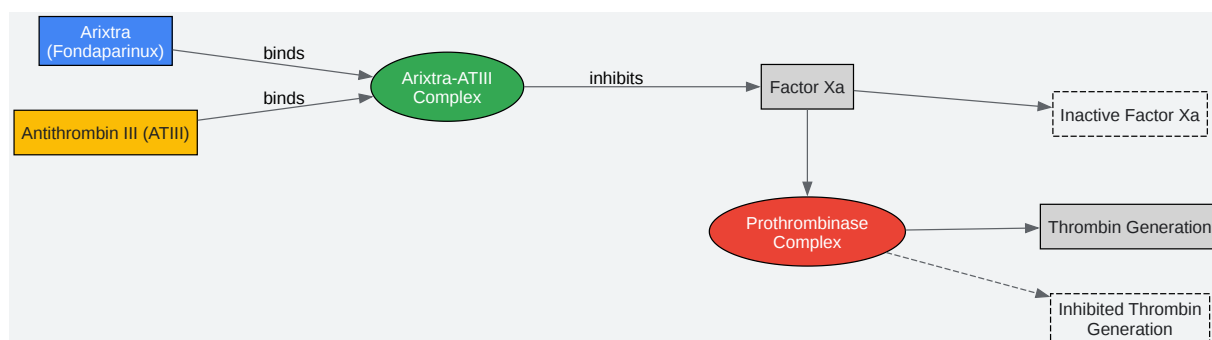 Arixtra
(Fondaparinux)
binds
Antithrombin III (ATIII)
binds
Arixtra-ATIII
Complex
inhibits
Factor Xa
Inactive Factor Xa
Prothrombinase
Complex
Thrombin Generation
Inhibited Thrombin
Generation